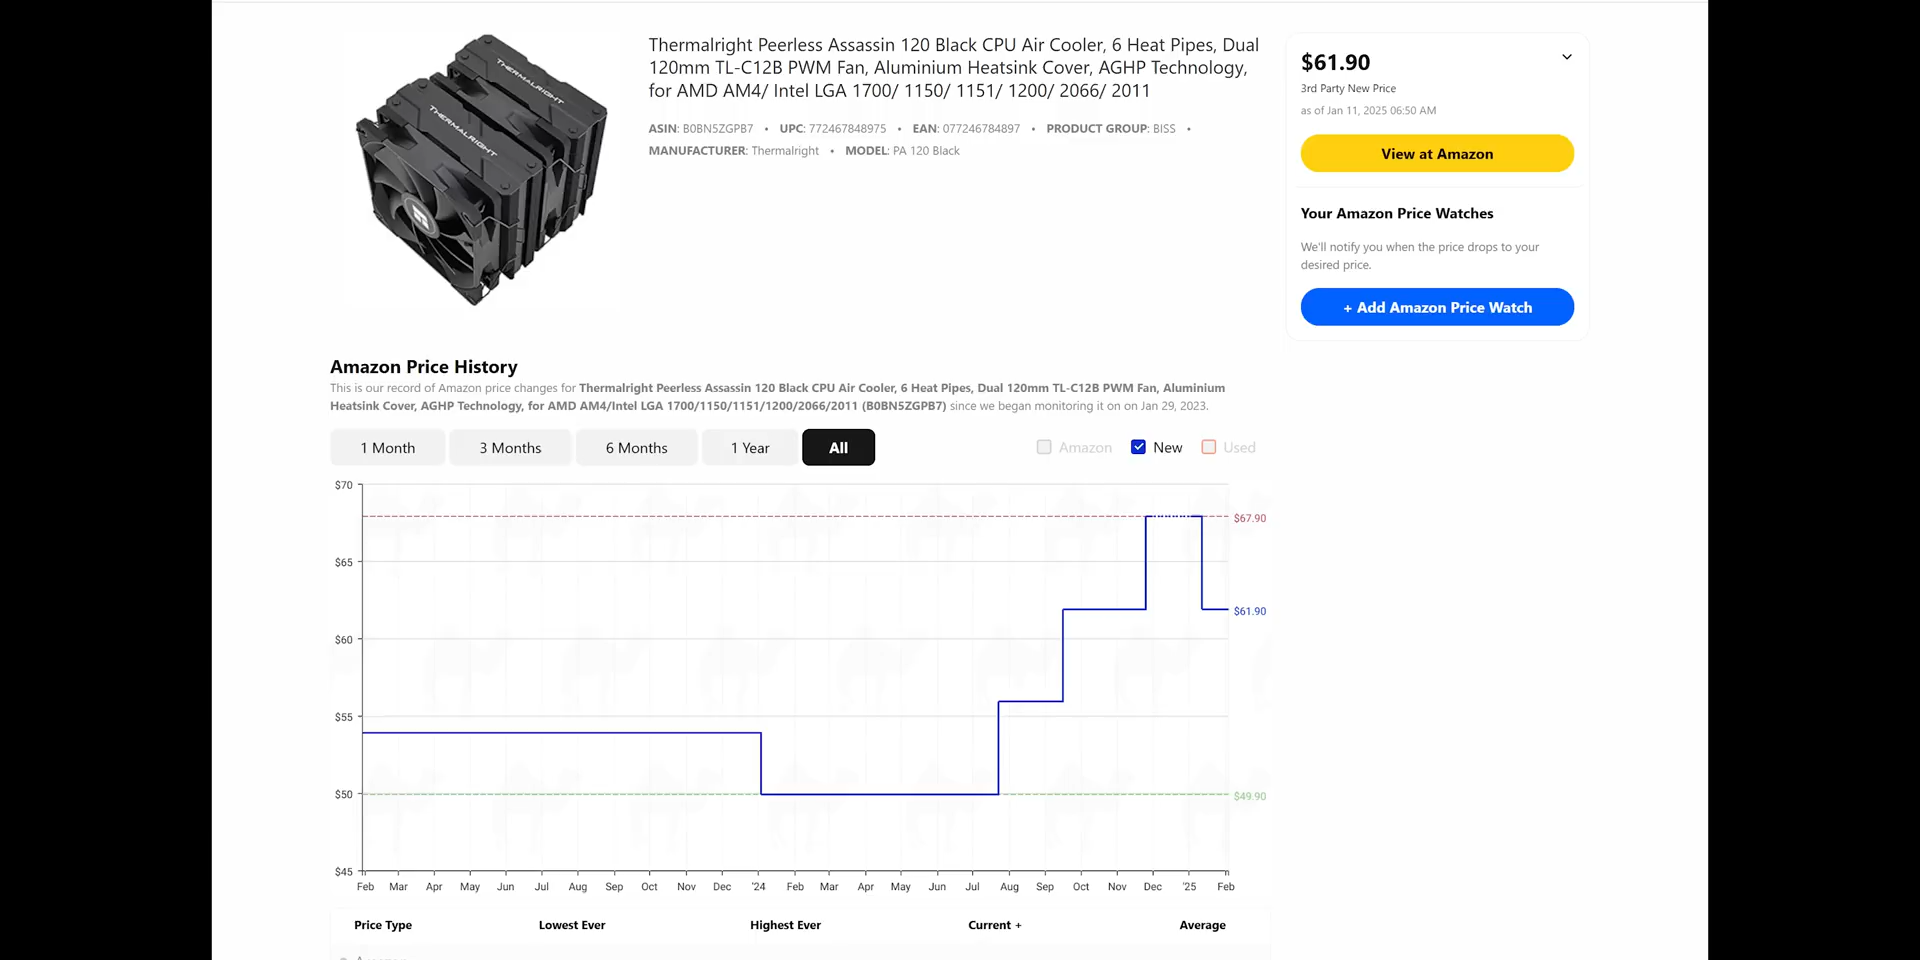 THERMALRIGHT
THERMALRIGHT
Thermalright Peerless Assassin 120 Black CPU Air Cooler, 6 Heat Pipes, Dual
120mm TL-C12B PWM Fan, Aluminium Heatsink Cover, AGHP Technology,
for AMD AM4/ Intel LGA 1700/ 1150/ 1151/ 1200/ 2066/ 2011
ASIN: B0BN5ZGPB7 • UPC: 772467848975 • EAN: 077246784897 • PRODUCT GROUP: BISS •
MANUFACTURER: Thermalright • MODEL: PA 120 Black
$61.90
3rd Party New Price
as of Jan 11, 2025 06:50 AM
View at Amazon
Your Amazon Price Watches
We'll notify you when the price drops to your
desired price.
+ Add Amazon Price Watch
Amazon Price History
This is our record of Amazon price changes for Thermalright Peerless Assassin 120 Black CPU Air Cooler, 6 Heat Pipes, Dual 120mm TL-C12B PWM Fan, Aluminium
Heatsink Cover, AGHP Technology, for AMD AM4/Intel LGA 1700/1150/1151/1200/2066/2011 (B0BN5ZGPB7) since we began monitoring it on on Jan 29, 2023.
1 Month 3 Months 6 Months 1 Year All Amazon New Used
$70
$67.90
$65
$61.90
$60
$55
$50
$49.90
$45
Feb Mar Apr May Jun Jul Aug Sep Oct Nov Dec '24 Feb Mar Apr May Jun Jul Aug Sep Oct Nov Dec '25 Feb
Price Type Lowest Ever Highest Ever Current + Average